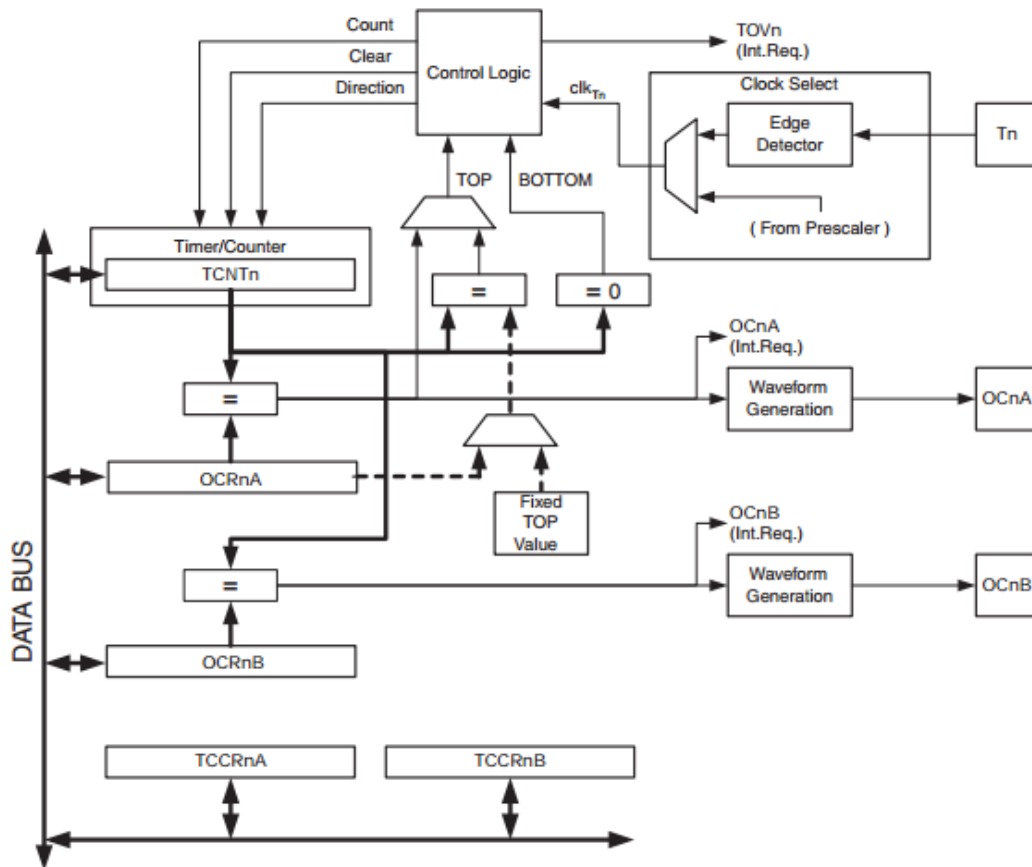 Count
Clear
Direction
Control Logic
TOVn
(Int.Req.)
clkTn
Clock Select
Edge
Detector
Tn
( From Prescaler )
TOP
BOTTOM
Timer/Counter
TCNTn
=
= 0
=
OCnA
(Int.Req.)
Waveform
Generation
OCnA
OCRnA
Fixed
TOP
Value
OCnB
(Int.Req.)
=
Waveform
Generation
OCnB
OCRnB
DATA BUS
TCCRnA
TCCRnB